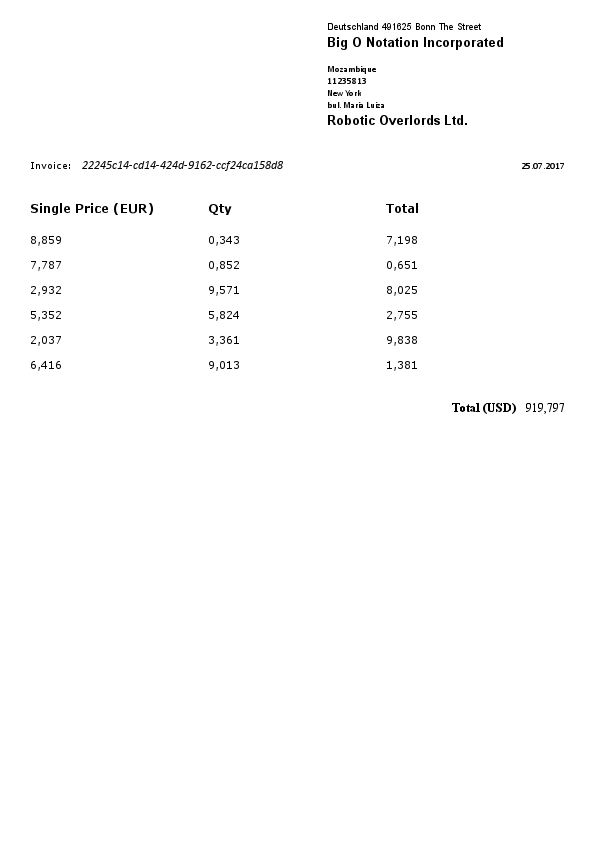 Deutschland 491625 Bonn The Street
Big O Notation Incorporated
Mozambique
11235813
New York
bul. Maria Luiza
Robotic Overlords Ltd.
Invoice: 22245c14-cd14-424d-9162-ccf24ca158d8 25.07.2017
Single Price (EUR) Qty Total
8,859 0,343 7,198
7,787 0,852 0,651
2,932 9,571 8,025
5,352 5,824 2,755
2,037 3,361 9,838
6,416 9,013 1,381
Total (USD) 919,797